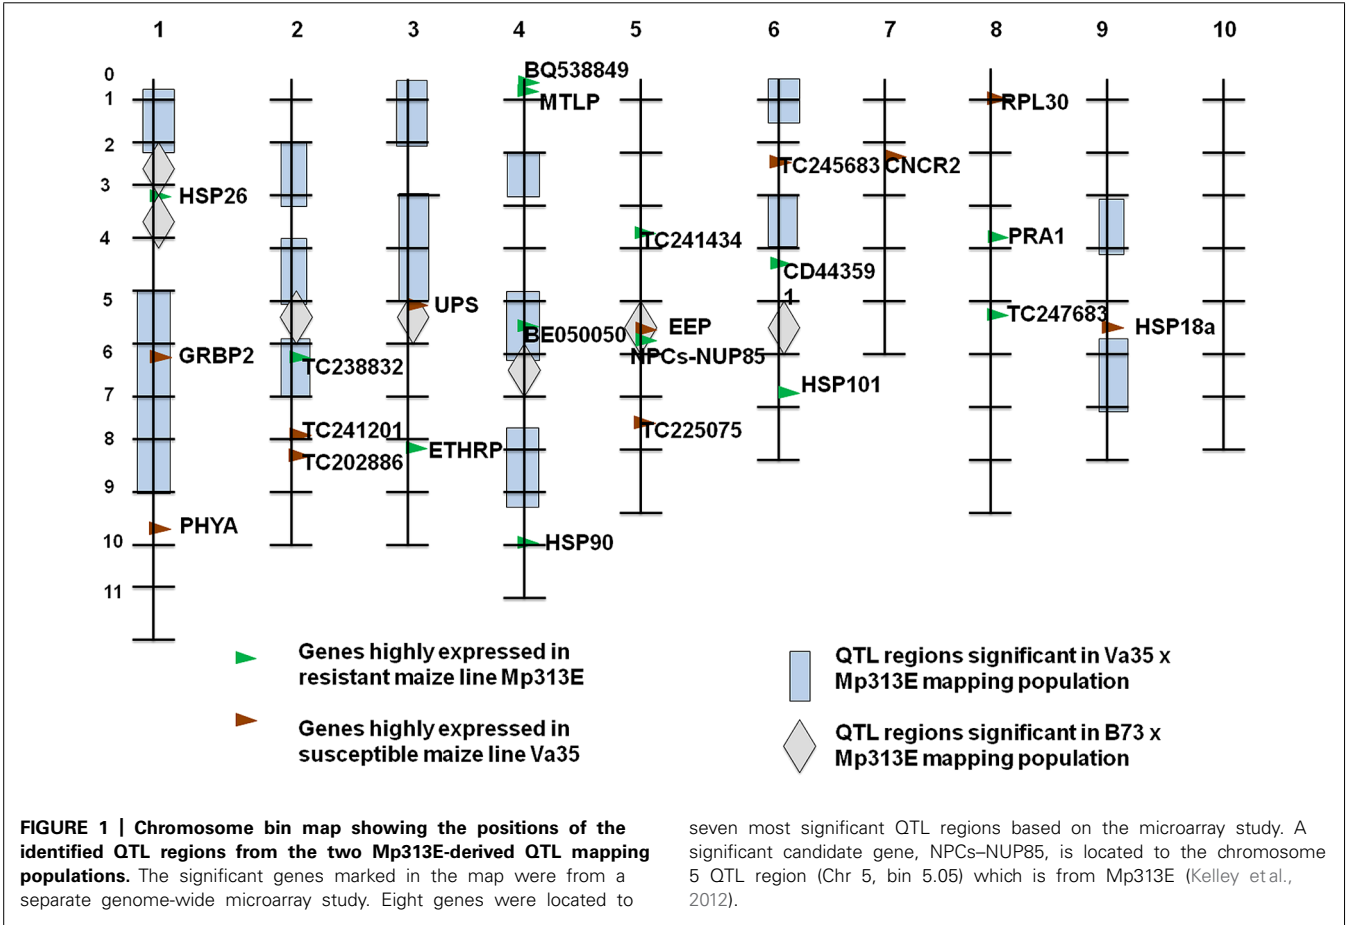 1 2 3 4 5 6 7 8 9 10
0
1
2
3
4
5
6
7
8
9
10
11
HSP26
GRBP2
PHYA
TC238832
TC241201
TC202886
UPS
ETHRP
BQ538849
MTLP
BE050050
HSP90
TC241434
EEP
NPCs-NUP85
TC225075
TC245683
CD44359
1
HSP101
CNCR2
RPL30
PRA1
TC247683
HSP18a
Genes highly expressed in
resistant maize line Mp313E
Genes highly expressed in
susceptible maize line Va35
QTL regions significant in Va35 x
Mp313E mapping population
QTL regions significant in B73 x
Mp313E mapping population
FIGURE 1 | Chromosome bin map showing the positions of the
identified QTL regions from the two Mp313E-derived QTL mapping
populations. The significant genes marked in the map were from a
separate genome-wide microarray study. Eight genes were located to
seven most significant QTL regions based on the microarray study. A
significant candidate gene, NPCs–NUP85, is located to the chromosome
5 QTL region (Chr 5, bin 5.05) which is from Mp313E (Kelley et al.,
2012).